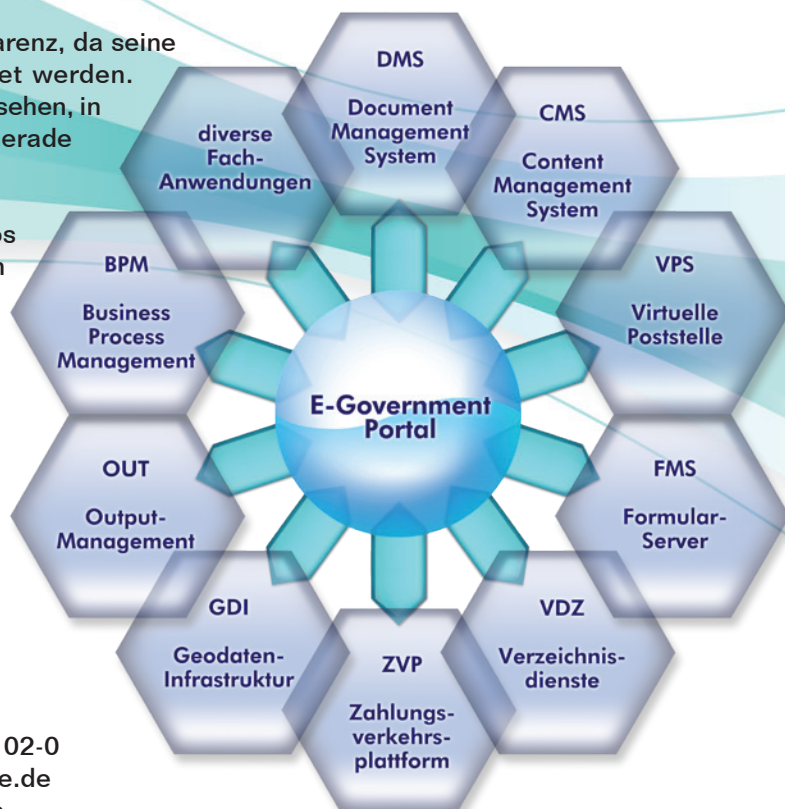 arenz, da seine
et werden.
sehen, in
erade
DMS
Document
Management
System
CMS
Content
Management
System
VPS
Virtuelle
Poststelle
FMS
Formular-
Server
VDZ
Verzeichnis-
dienste
ZVP
Zahlungs-
verkehrs-
plattform
GDI
Geodaten-
Infrastruktur
OUT
Output-
Management
BPM
Business
Process
Management
diverse
Fach-
Anwendungen
E-Government
Portal
02-0
e.de